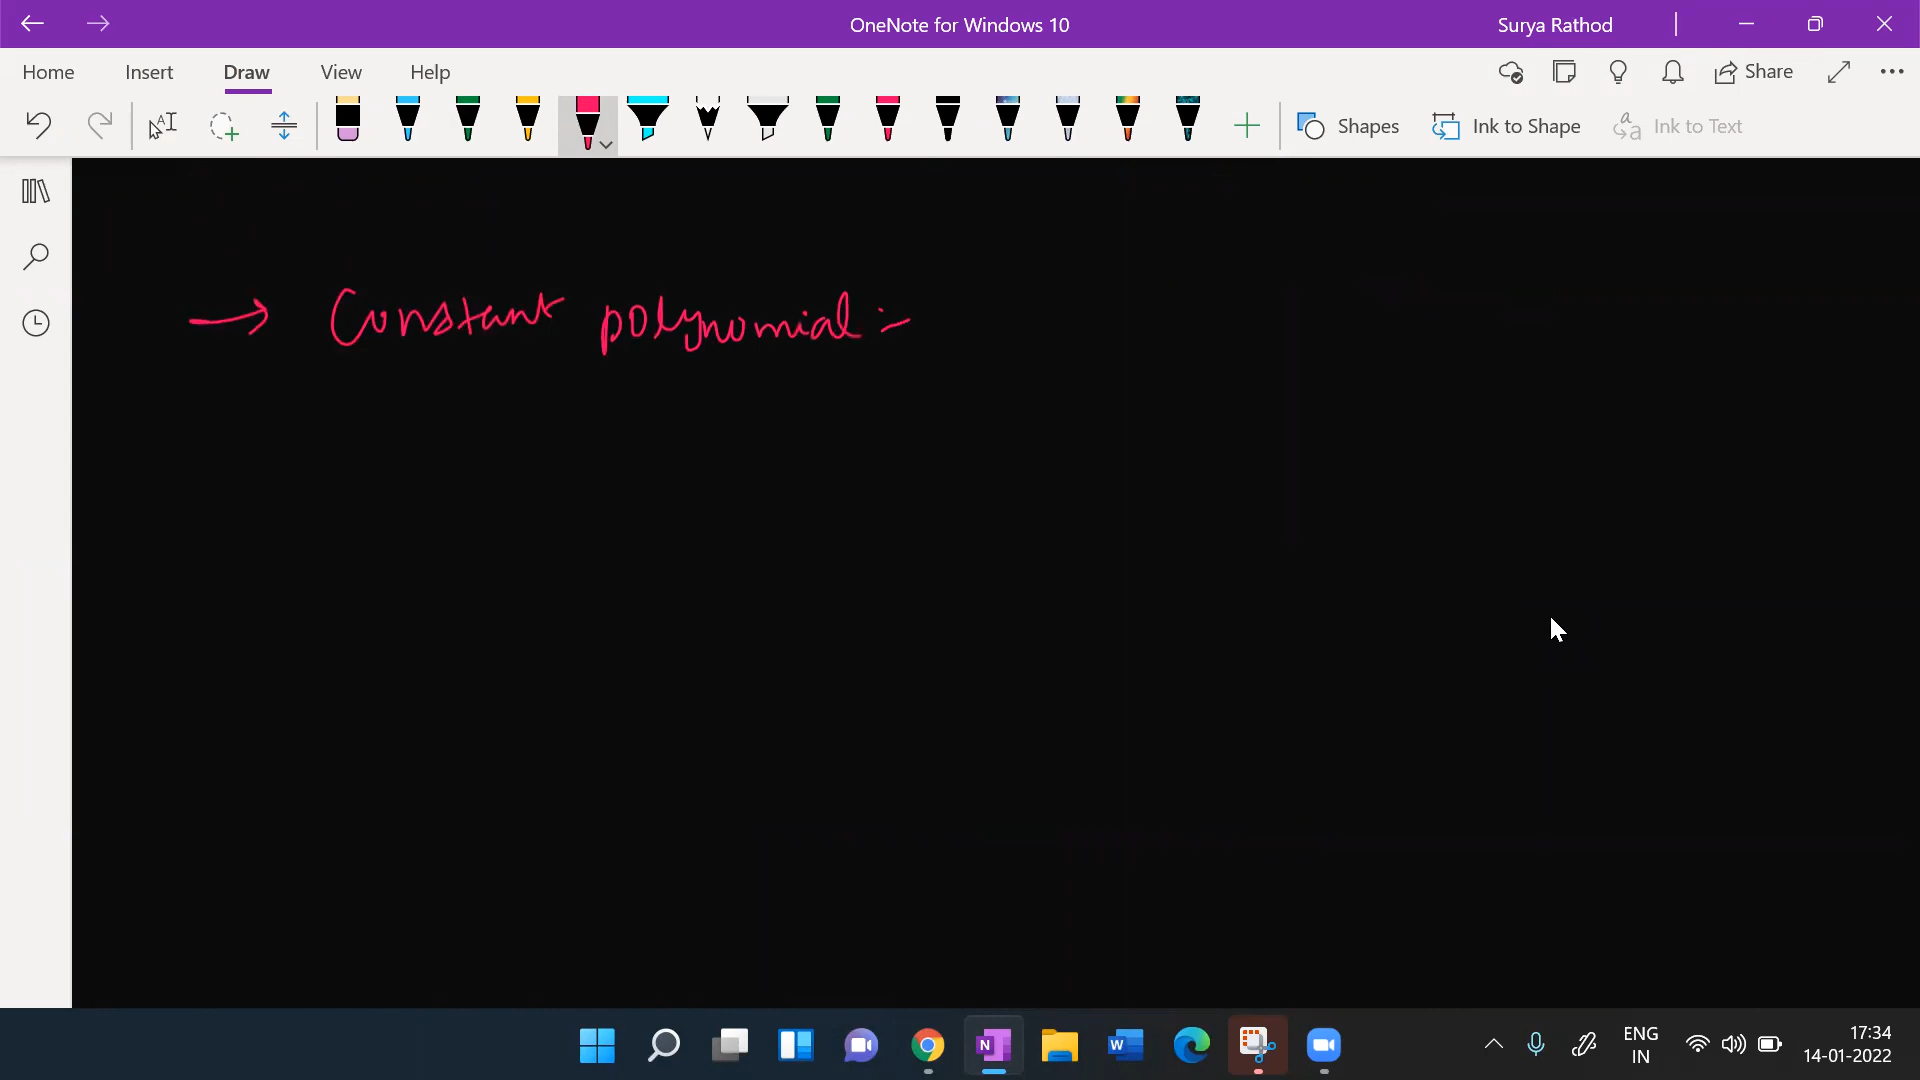 OneNote for Windows 10 Surya Rathod
Home Insert Draw View Help Share
Shapes Ink to Shape Ink to Text
→ Constant polynomial :-
ENG 17:34
IN 14-01-2022